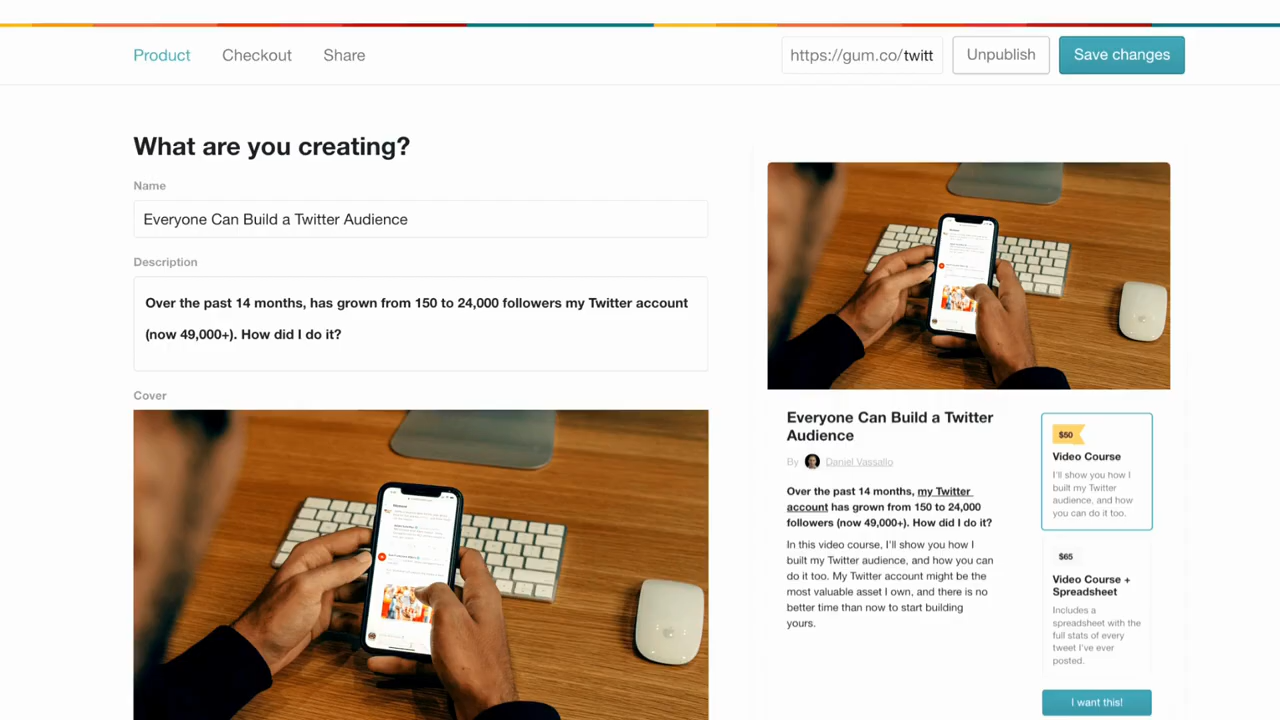 Product Checkout Share https://gum.co/twitt Unpublish Save changes
What are you creating?
Name
Everyone Can Build a Twitter Audience
Description
Over the past 14 months, has grown from 150 to 24,000 followers my Twitter account
(now 49,000+). How did I do it?
Cover
Everyone Can Build a Twitter
Audience
By Daniel Vassallo
Over the past 14 months, my Twitter
account has grown from 150 to 24,000
followers (now 49,000+). How did I do it?
In this video course, I'll show you how I
built my Twitter audience, and how you can
do it too. My Twitter account might be the
most valuable asset I own, and there is no
better time than now to start building
yours.
$50
Video Course
I'll show you how I
built my Twitter
audience, and how
you can do it too.
$65
Video Course +
Spreadsheet
Includes a
spreadsheet with the
full stats of every
tweet I've ever
posted.
I want this!